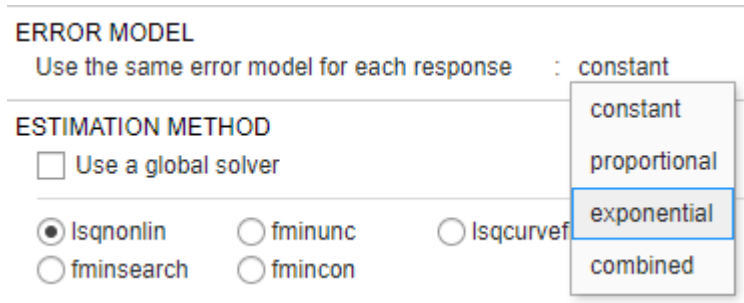 ERROR MODEL
Use the same error model for each response : constant
constant
proportional
exponential
combined
ESTIMATION METHOD
Use a global solver
lsqnonlin fminunc lsqcurvef
fminsearch fmincon